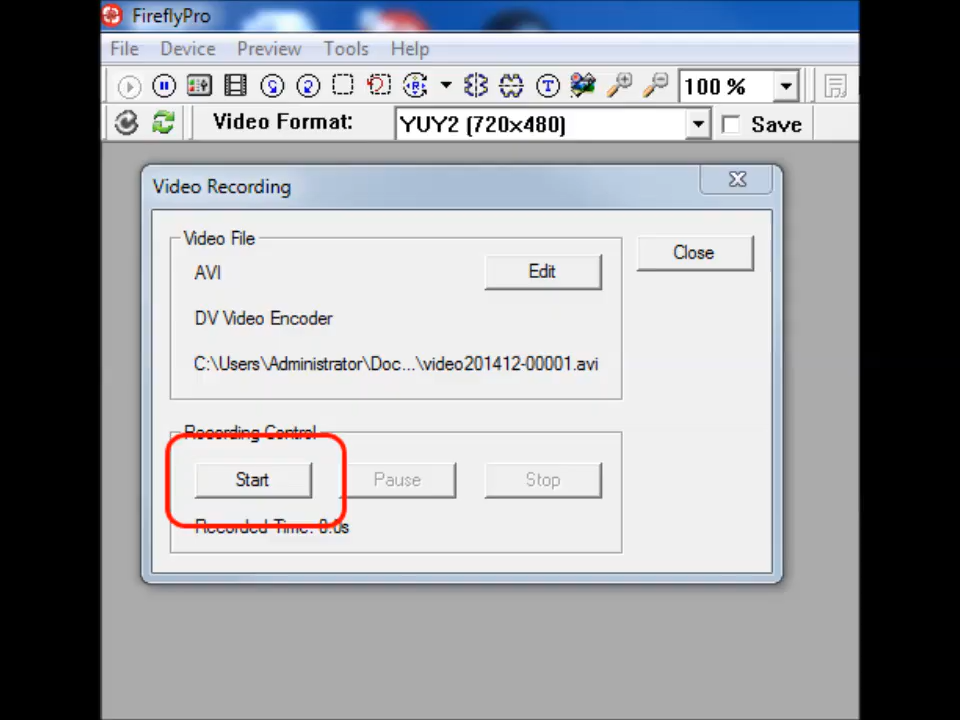 FireflyPro
File Device Preview Tools Help
100 %
Video Format: YUY2 (720x480) Save
Video Recording
Video File
AVI Edit Close
DV Video Encoder
C:\Users\Administrator\Doc...\video201412-00001.avi
Recording Control
Start Pause Stop
Recorded Time: 0.0s